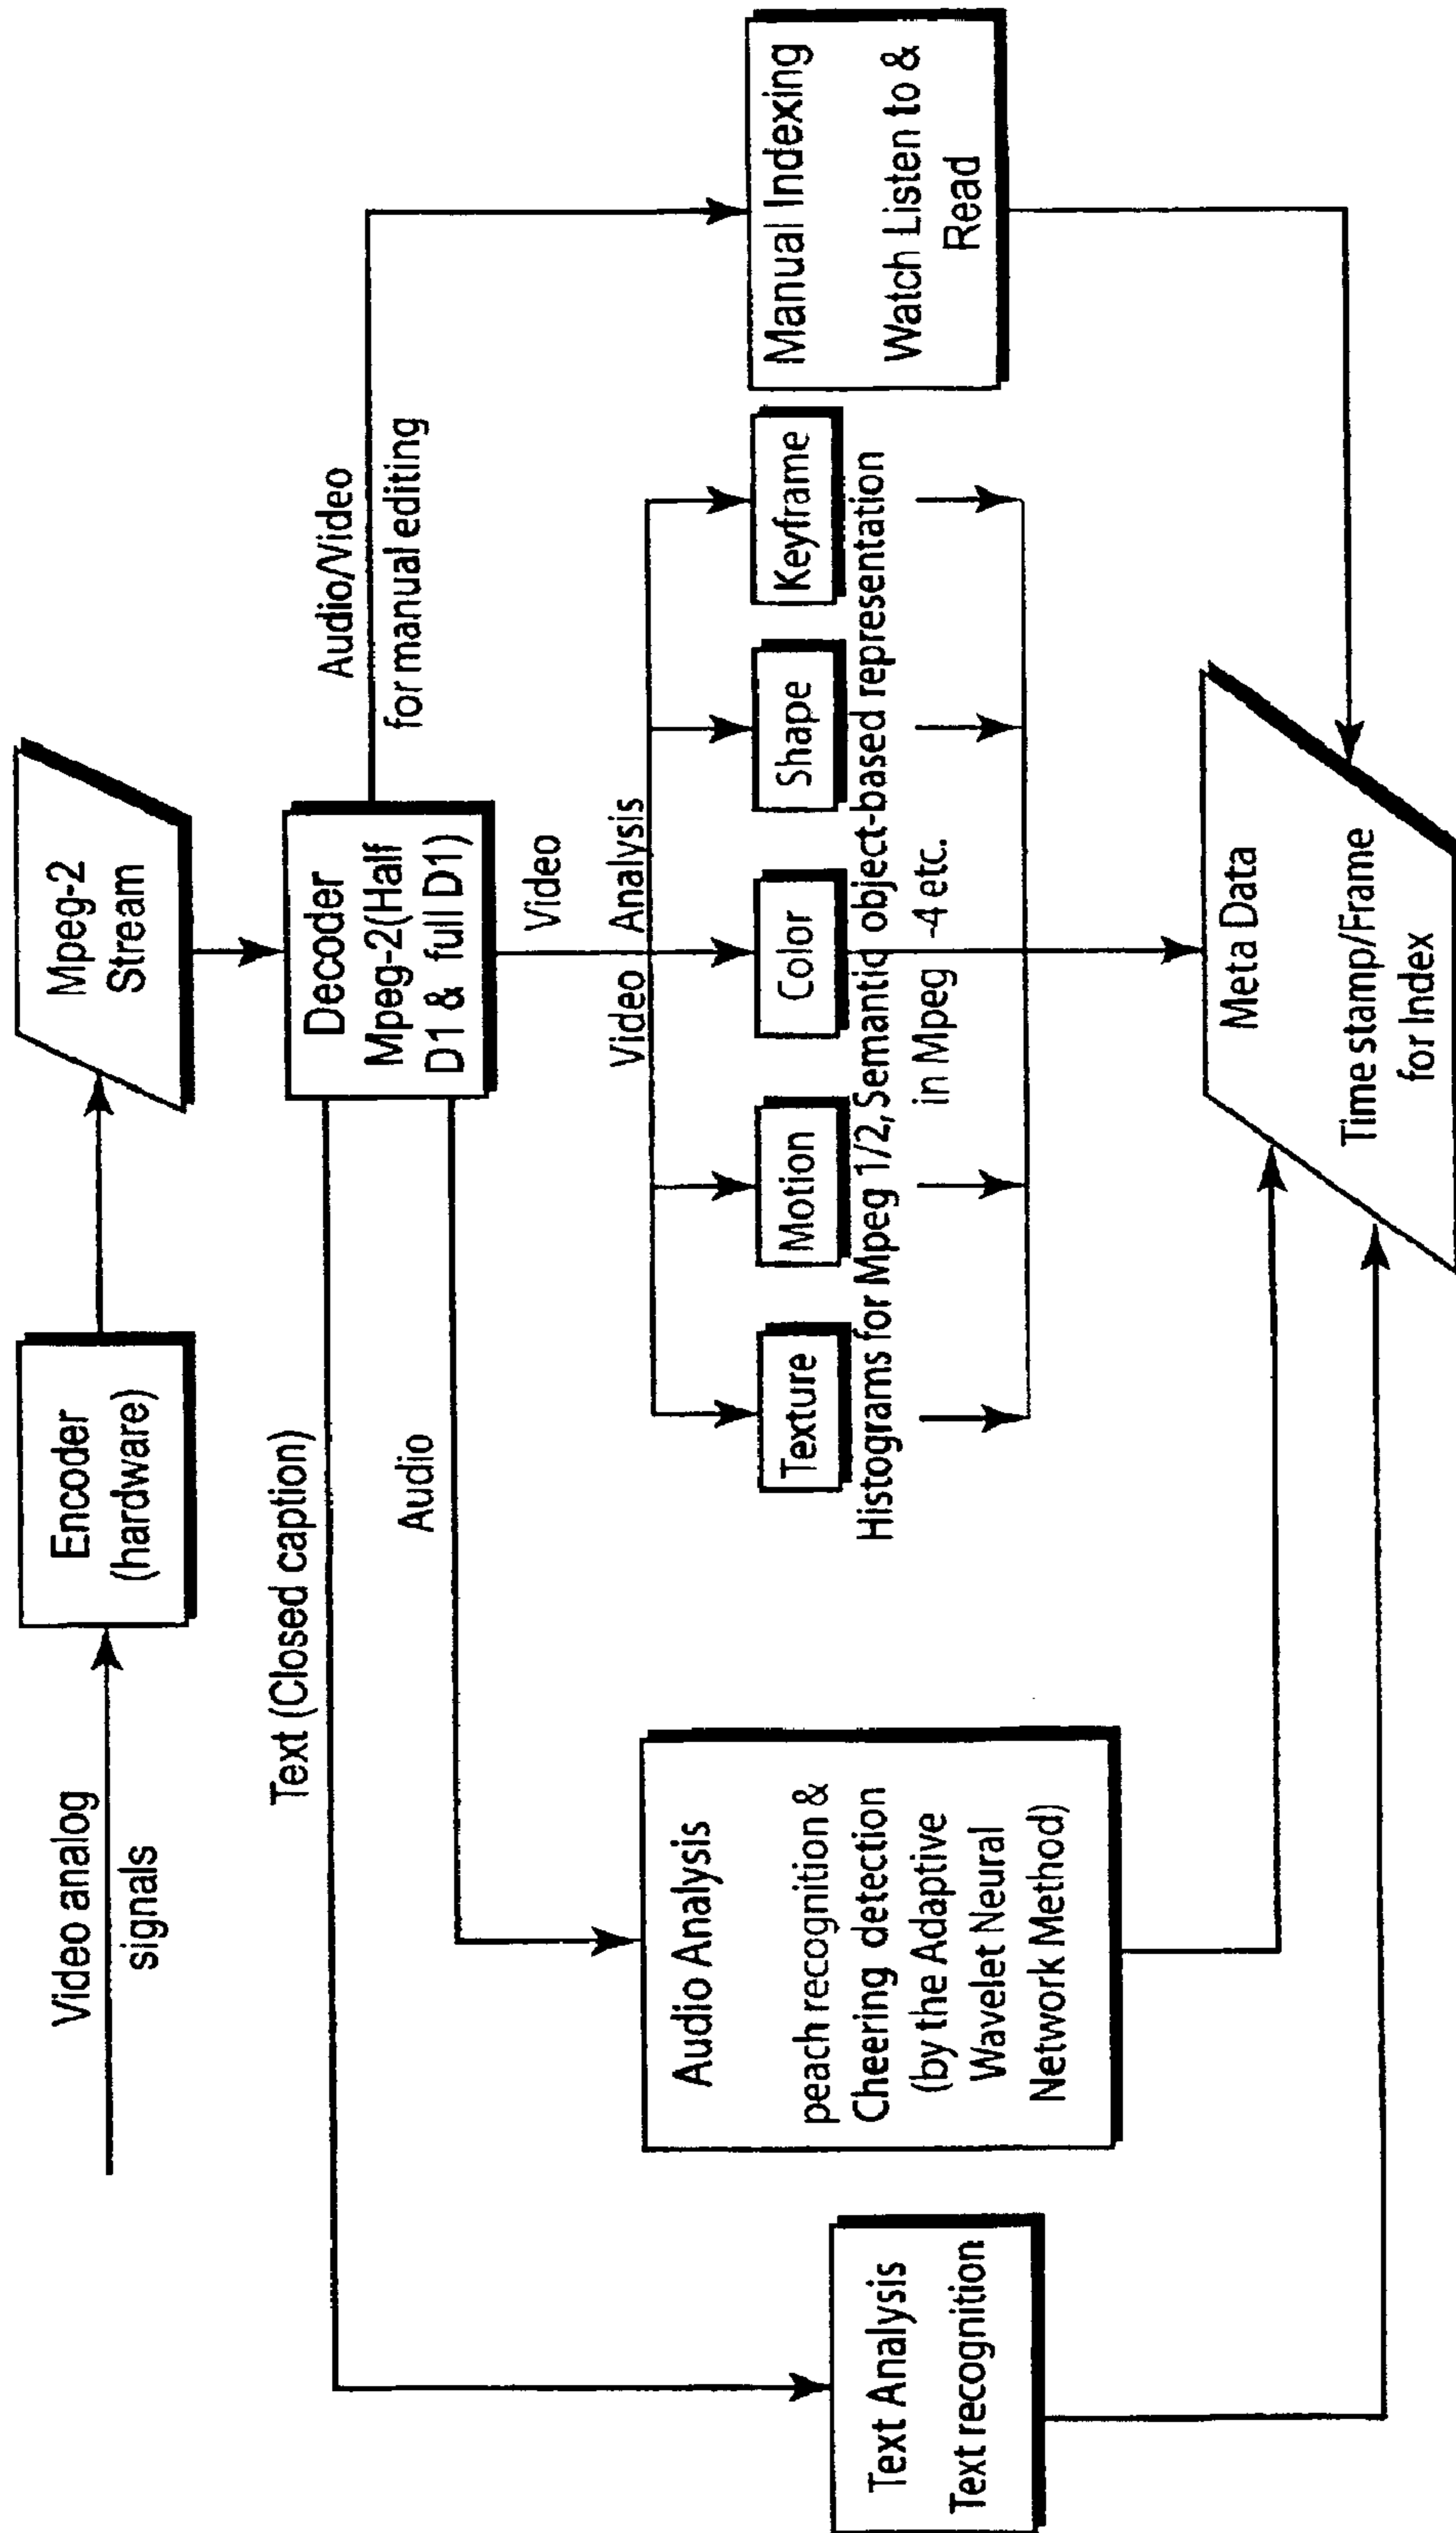 Video analog
signals
Encoder
(hardware)
Mpeg-2
Stream
Text (Closed caption)
Audio
Decoder
Mpeg-2(Half
D1 & full D1)
Audio/Video
for manual editing
Video
Video Analysis
Text Analysis
Text recognition
Audio Analysis
peach recognition &
Cheering detection
(by the Adaptive
Wavelet Neural
Network Method)
Texture
Motion
Color
Shape
Keyframe
Histograms for Mpeg 1/2, Semantic object-based representation
in Mpeg -4 etc.
Manual Indexing
Watch Listen to &
Read
Meta Data
Time stamp/Frame
for Index